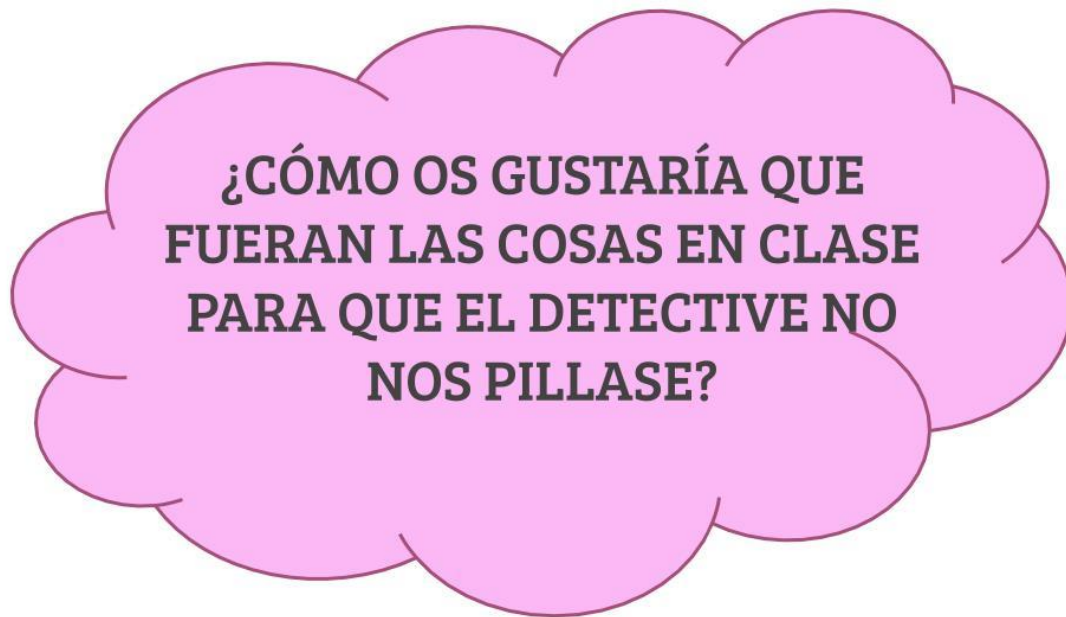 ¿CÓMO OS GUSTARÍA QUE
FUERAN LAS COSAS EN CLASE
PARA QUE EL DETECTIVE NO
NOS PILLASE?